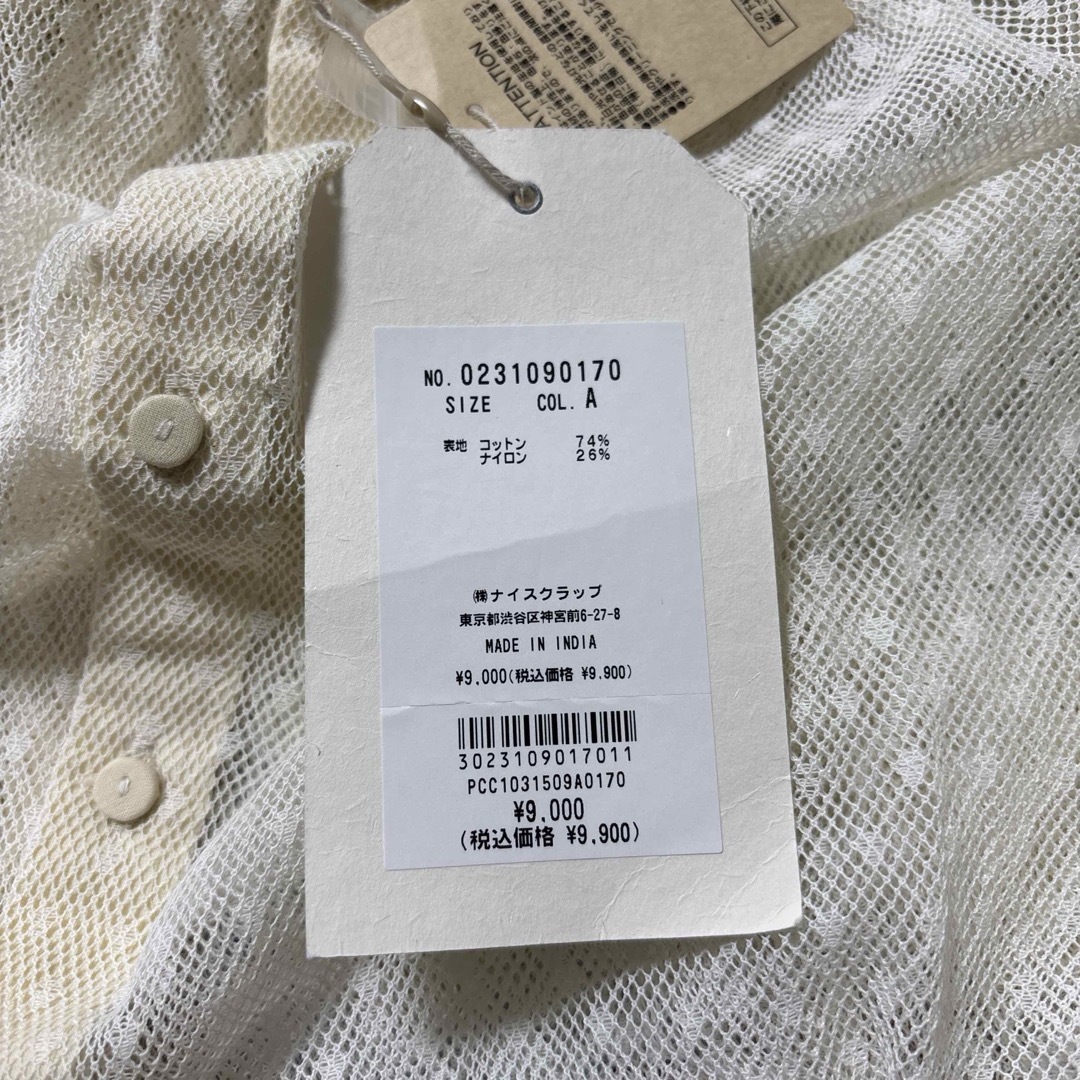 ATTENTION
NO. 0231090170
SIZE COL. A
表地 コットン 74%
ナイロン 26%
㈱ナイスクラップ
東京都渋谷区神宮前6-27-8
MADE IN INDIA
¥9,000(税込価格 ¥9,900)
3023109017011
PCC1031509A0170
¥9,000
(税込価格 ¥9,900)